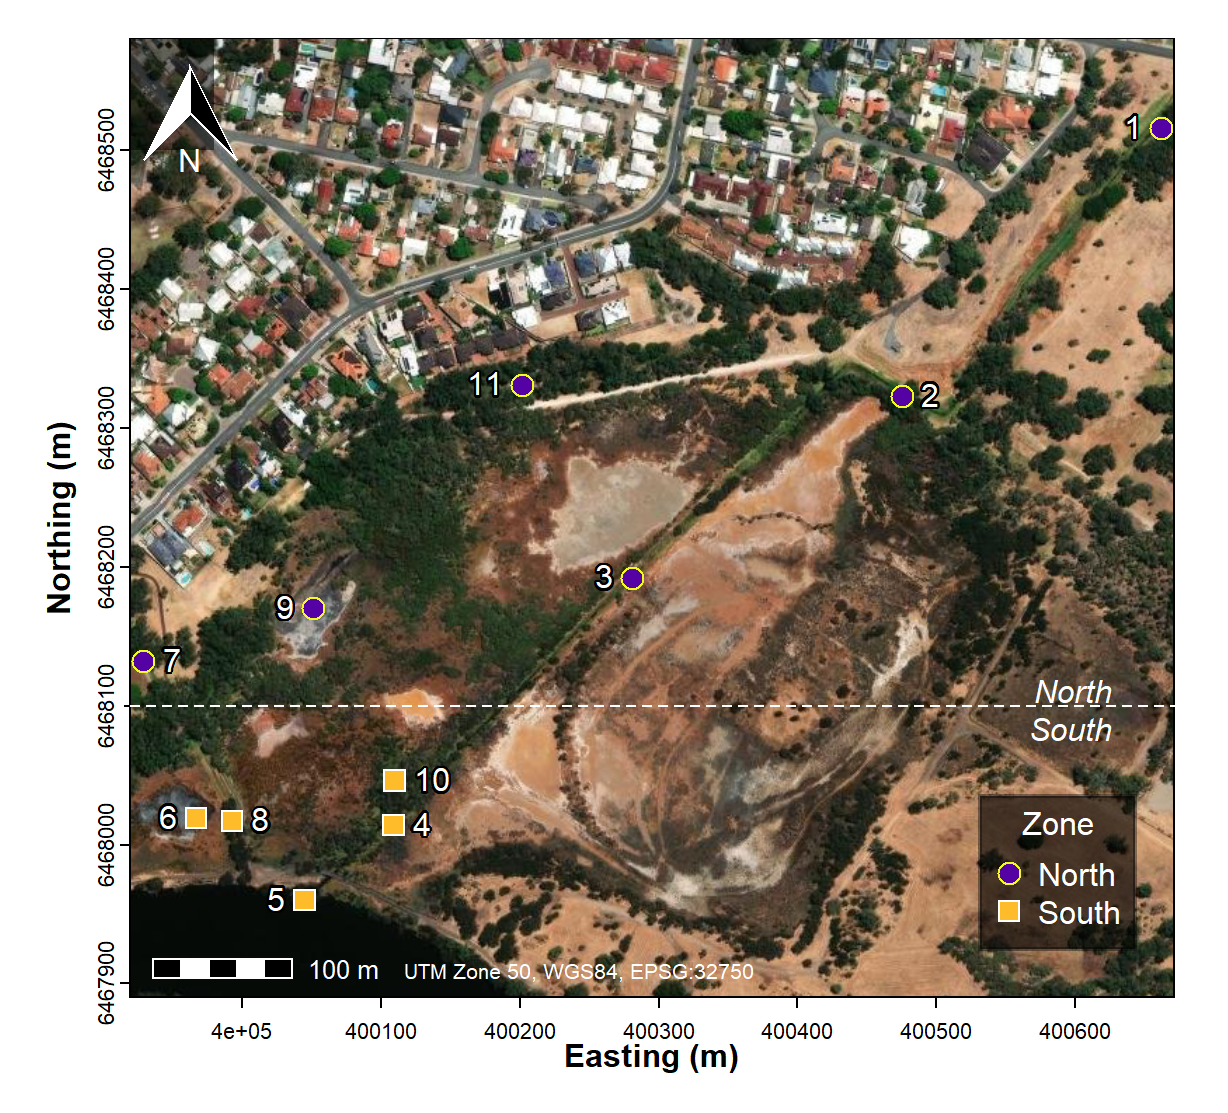 N
1
11
2
3
9
7
North
South
10
6
8
4
5
Zone
North
South
100 m
UTM Zone 50, WGS84, EPSG:32750
6468500
6468400
6468300
6468200
6468100
6468000
6467900
Northing (m)
4e+05
400100
400200
400300
400400
400500
400600
Easting (m)